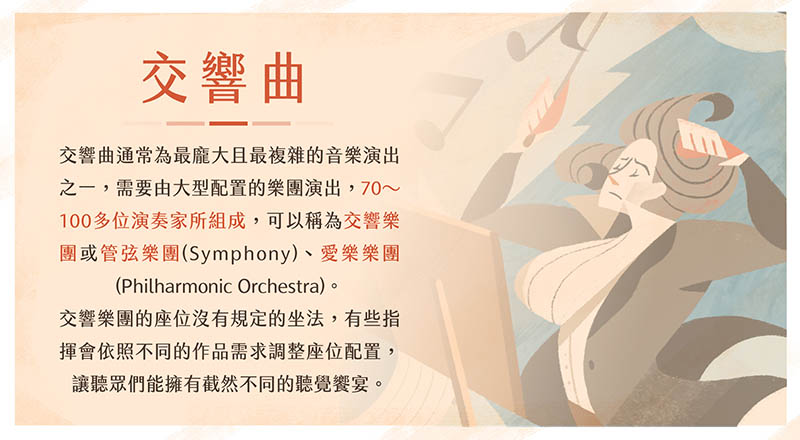 交響曲
交響曲通常為最龐大且最複雜的音樂演出
之一，需要由大型配置的樂團演出，70～
100多位演奏家所組成，可以稱為交響樂
團或管弦樂團(Symphony)、愛樂樂團
(Philharmonic Orchestra)。
交響樂團的座位沒有規定的坐法，有些指
揮會依照不同的作品需求調整座位配置，
讓聽眾們能擁有截然不同的聽覺饗宴。